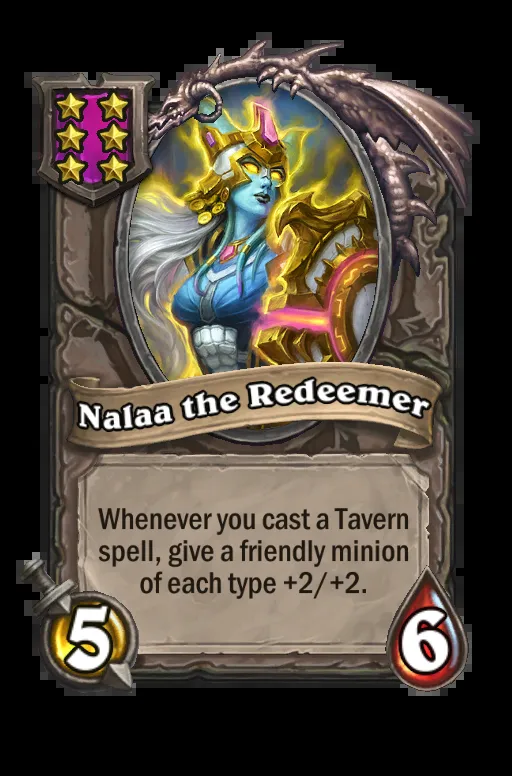 Nalaa the Redeemer
Whenever you cast a Tavern
spell, give a friendly minion
of each type +2/+2.
5
6